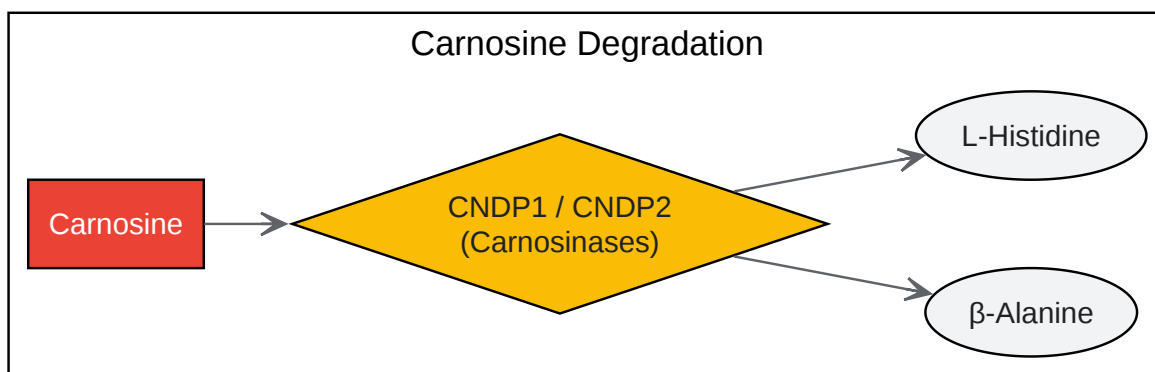 Carnosine Degradation
Carnosine
CNDP1 / CNDP2
(Carnosinases)
L-Histidine
β-Alanine